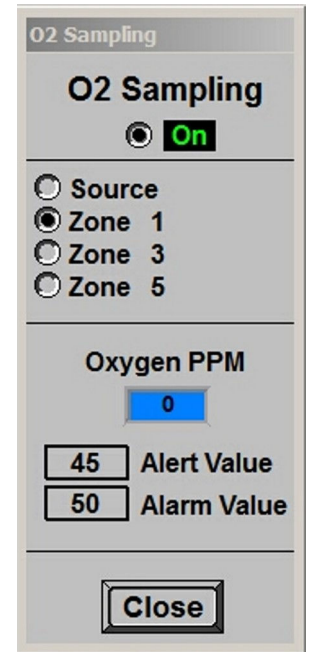 O2 Sampling
O2 Sampling
On
Source
Zone 1
Zone 3
Zone 5
Oxygen PPM
0
45 Alert Value
50 Alarm Value
Close